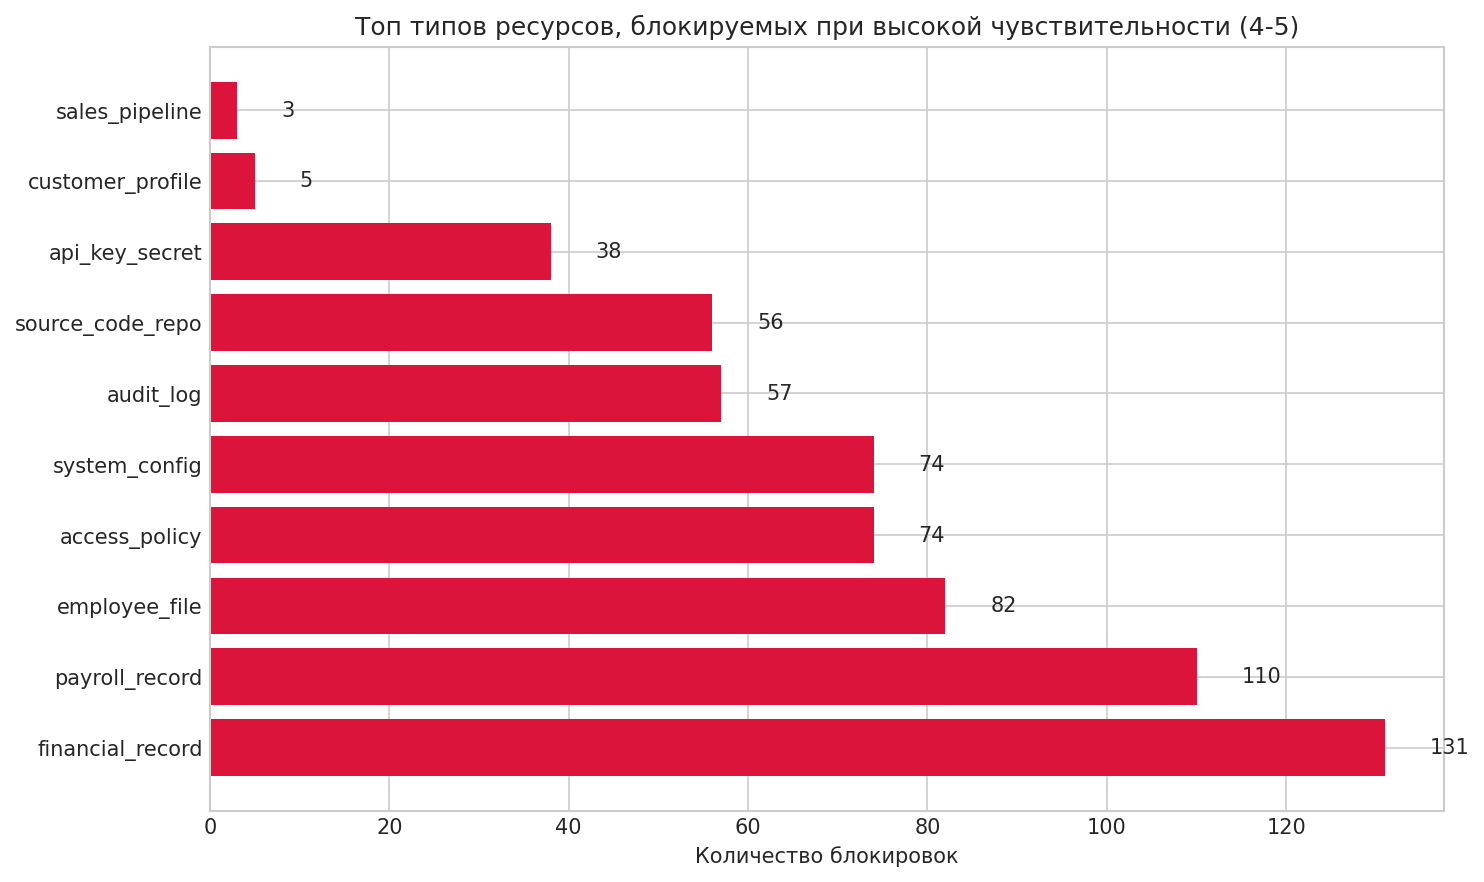 Топ типов ресурсов, блокируемых при высокой чувствительности (4-5)
sales_pipeline 3
customer_profile 5
api_key_secret 38
source_code_repo 56
audit_log 57
system_config 74
access_policy 74
employee_file 82
payroll_record 110
financial_record 131
0 20 40 60 80 100 120
Количество блокировок